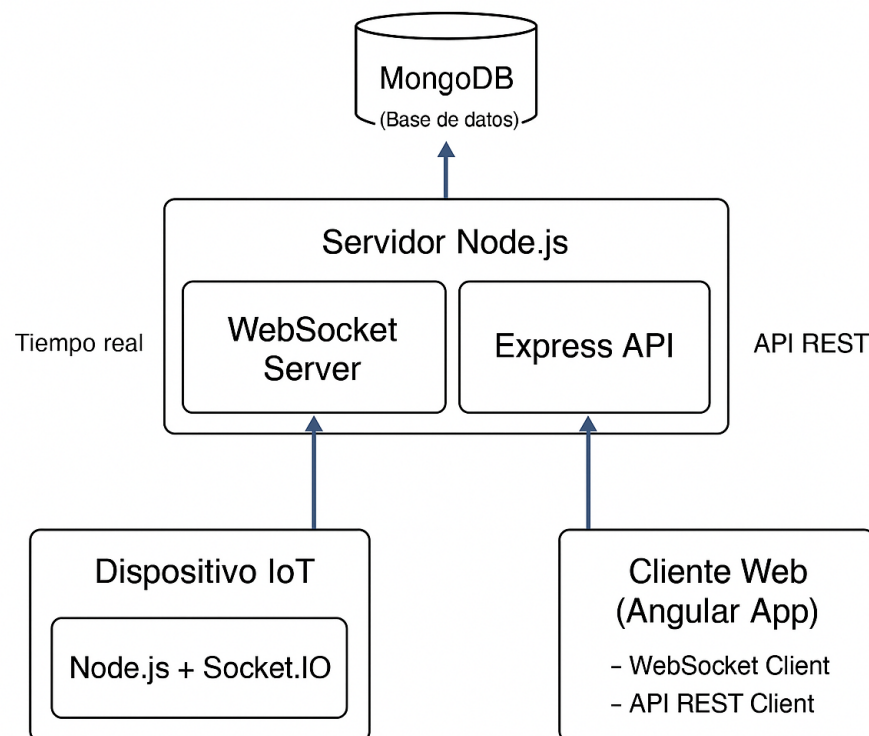 MongoDB
(Base de datos)
Servidor Node.js
Tiempo real
WebSocket
Server
Express API
API REST
Dispositivo IoT
Node.js + Socket.IO
Cliente Web
(Angular App)
– WebSocket Client
– API REST Client